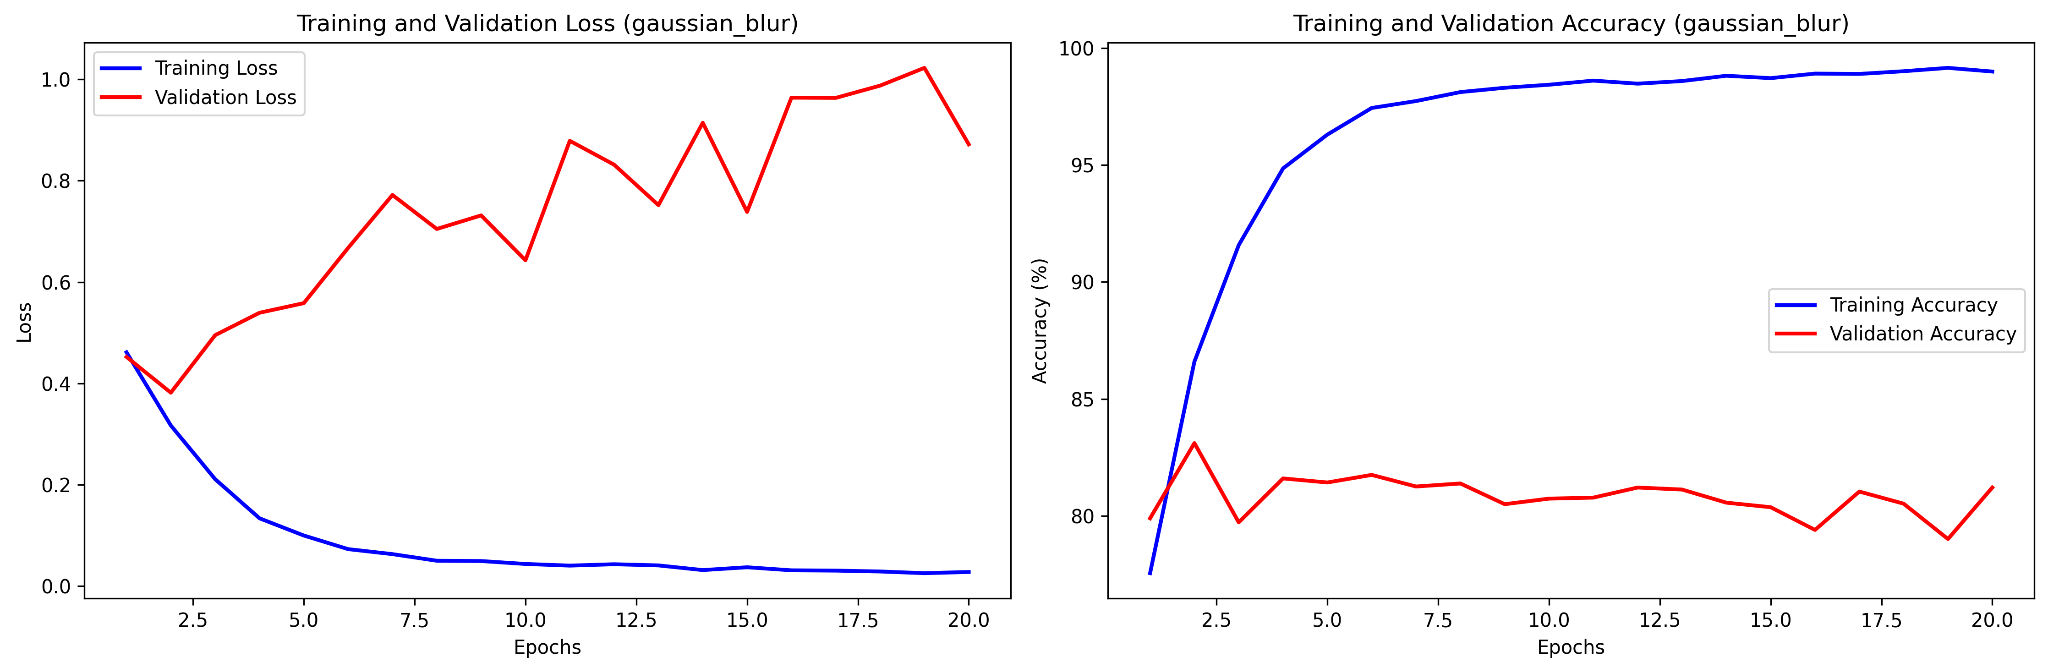 Training and Validation Loss (gaussian_blur)
Training Loss
Validation Loss
1.0
0.8
0.6
0.4
0.2
0.0
Loss
2.5 5.0 7.5 10.0 12.5 15.0 17.5 20.0
Epochs
Training and Validation Accuracy (gaussian_blur)
100
95
90
85
80
Accuracy (%)
Training Accuracy
Validation Accuracy
2.5 5.0 7.5 10.0 12.5 15.0 17.5 20.0
Epochs